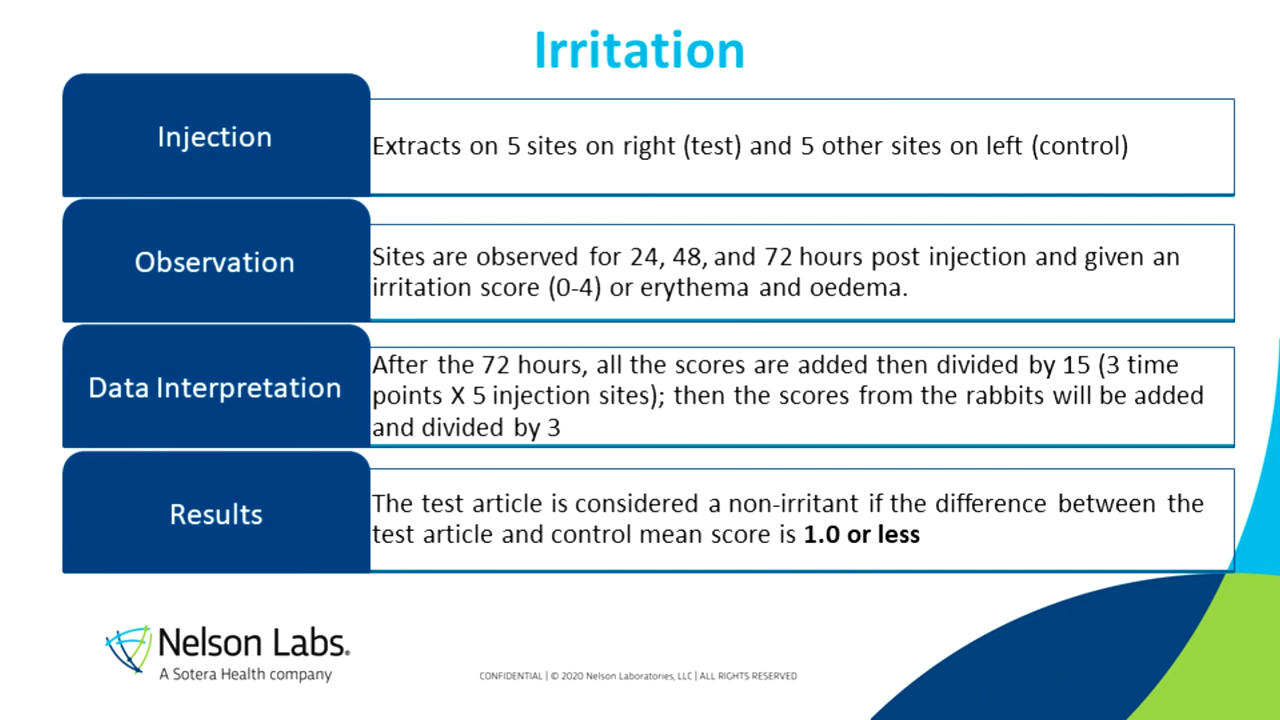 Irritation
Injection
Extracts on 5 sites on right (test) and 5 other sites on left (control)
Observation
Sites are observed for 24, 48, and 72 hours post injection and given an
irritation score (0-4) or erythema and oedema.
Data Interpretation
After the 72 hours, all the scores are added then divided by 15 (3 time
points X 5 injection sites); then the scores from the rabbits will be added
and divided by 3
Results
The test article is considered a non-irritant if the difference between the
test article and control mean score is 1.0 or less
Nelson Labs®
A Sotera Health company
CONFIDENTIAL | © 2020 Nelson Laboratories, LLC | ALL RIGHTS RESERVED